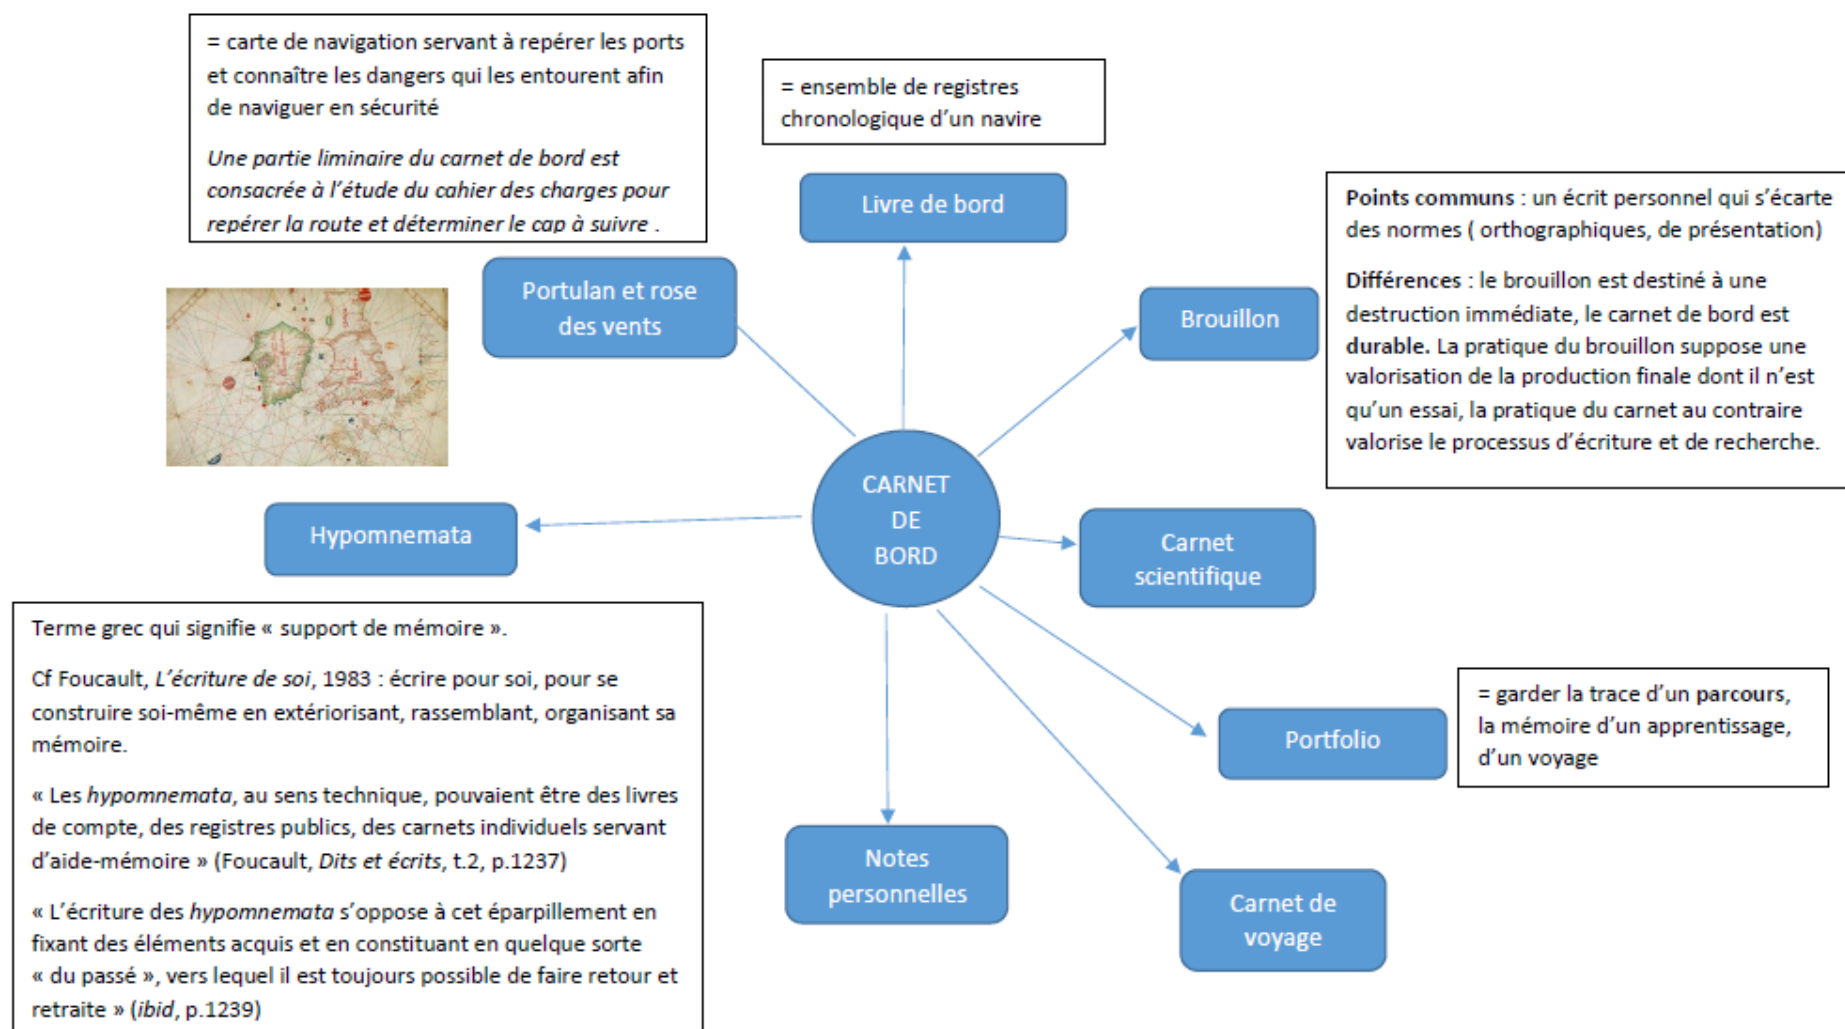 = carte de navigation servant à repérer les ports
et connaître les dangers qui les entourent afin
de naviguer en sécurité
Une partie liminaire du carnet de bord est
consacrée à l'étude du cahier des charges pour
repérer la route et déterminer le cap à suivre .
= ensemble de registres
chronologique d'un navire
Livre de bord
Points communs : un écrit personnel qui s'écarte
des normes ( orthographiques, de présentation)
Différences : le brouillon est destiné à une
destruction immédiate, le carnet de bord est
durable. La pratique du brouillon suppose une
valorisation de la production finale dont il n'est
qu'un essai, la pratique du carnet au contraire
valorise le processus d'écriture et de recherche.
Portulan et rose
des vents
Brouillon
CARNET
DE
BORD
Hypomnemata
Carnet
scientifique
Terme grec qui signifie « support de mémoire ».
Cf Foucault, L'écriture de soi, 1983 : écrire pour soi, pour se
construire soi-même en extériorisant, rassemblant, organisant sa
mémoire.
« Les hypomnemata, au sens technique, pouvaient être des livres
de compte, des registres publics, des carnets individuels servant
d'aide-mémoire » (Foucault, Dits et écrits, t.2, p.1237)
« L'écriture des hypomnemata s'oppose à cet éparpillement en
fixant des éléments acquis et en constituant en quelque sorte
« du passé », vers lequel il est toujours possible de faire retour et
retraite » (ibid, p.1239)
Portfolio
= garder la trace d'un parcours,
la mémoire d'un apprentissage,
d'un voyage
Notes
personnelles
Carnet de
voyage